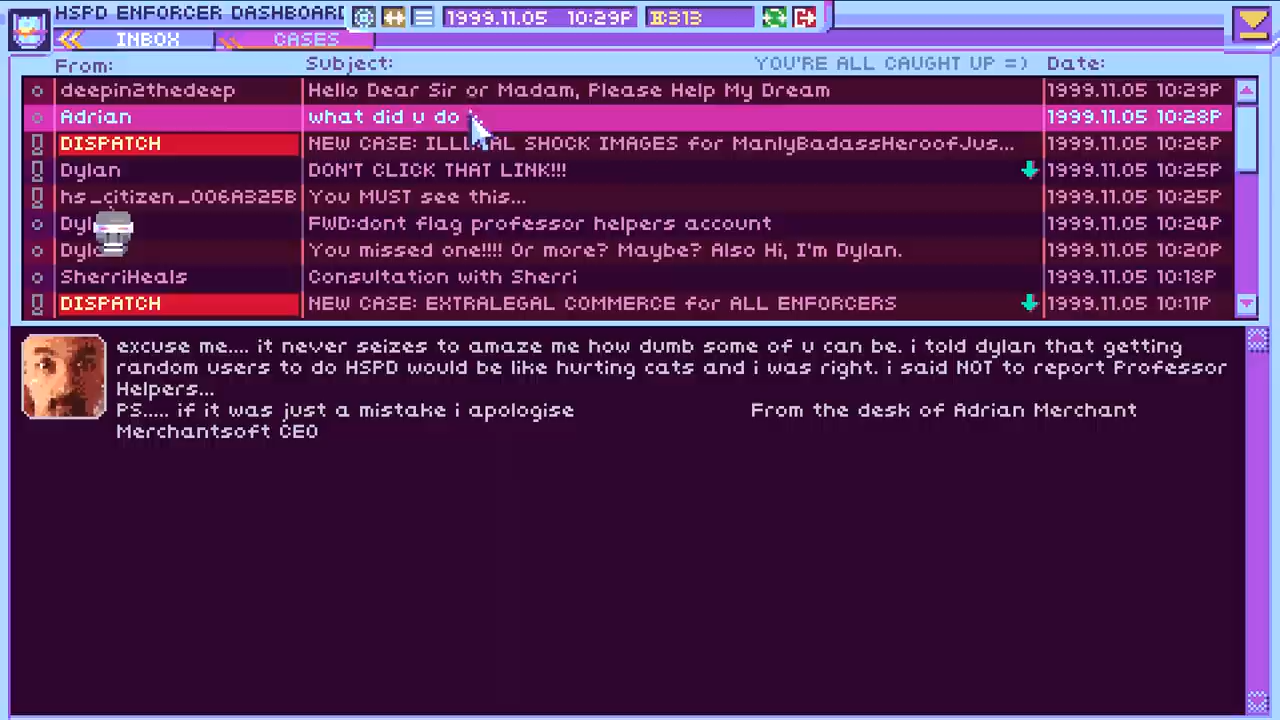 HSPD ENFORCER DASHBOARD
1999.11.05 10:29P
313
INBOX
CASES
From:
Subject:
YOU'RE ALL CAUGHT UP =)
Date:
deepin2thedeep Hello Dear Sir or Madam, Please Help My Dream 1999.11.05 10:29P
Adrian what did u do 1999.11.05 10:28P
DISPATCH NEW CASE: SHOCK IMAGES for ManlyBadassHeroofJus... 1999.11.05 10:26P
Dylan DON'T CLICK THAT LINK!!! 1999.11.05 10:25P
hs_citizen_006A325B You MUST see this... 1999.11.05 10:25P
FWD:dont flag professor helpers account 1999.11.05 10:24P
You missed one!!!! Or more? Maybe? Also Hi, I'm Dylan. 1999.11.05 10:20P
SherriHeals Consultation with Sherri 1999.11.05 10:18P
DISPATCH NEW CASE: EXTRALEGAL COMMERCE for ALL ENFORCERS 1999.11.05 10:11P
excuse me.... it never seizes to amaze me how dumb some of u can be. i told dylan that getting
random users to do HSPD would be like hurting cats and i was right. i said NOT to report Professor
Helpers...
PS..... if it was just a mistake i apologise From the desk of Adrian Merchant
Merchantsoft CEO